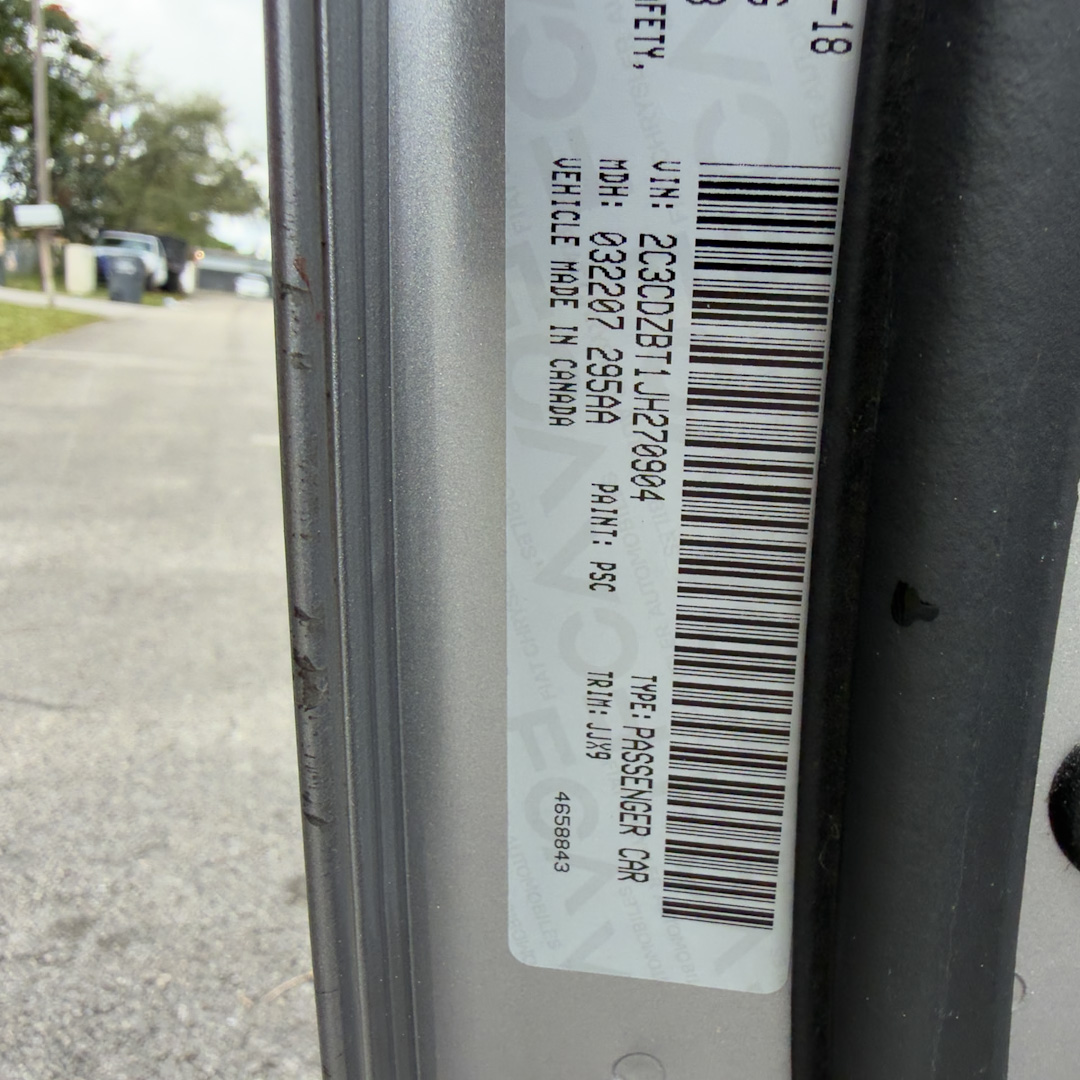 -18
AFETY,
VIN: 2C3CDZBT1JH270904 TYPE: PASSENGER CAR
MDH: 032207 295AA PAINT: PSC TRIM: JJX9
VEHICLE MADE IN CANADA 4658843